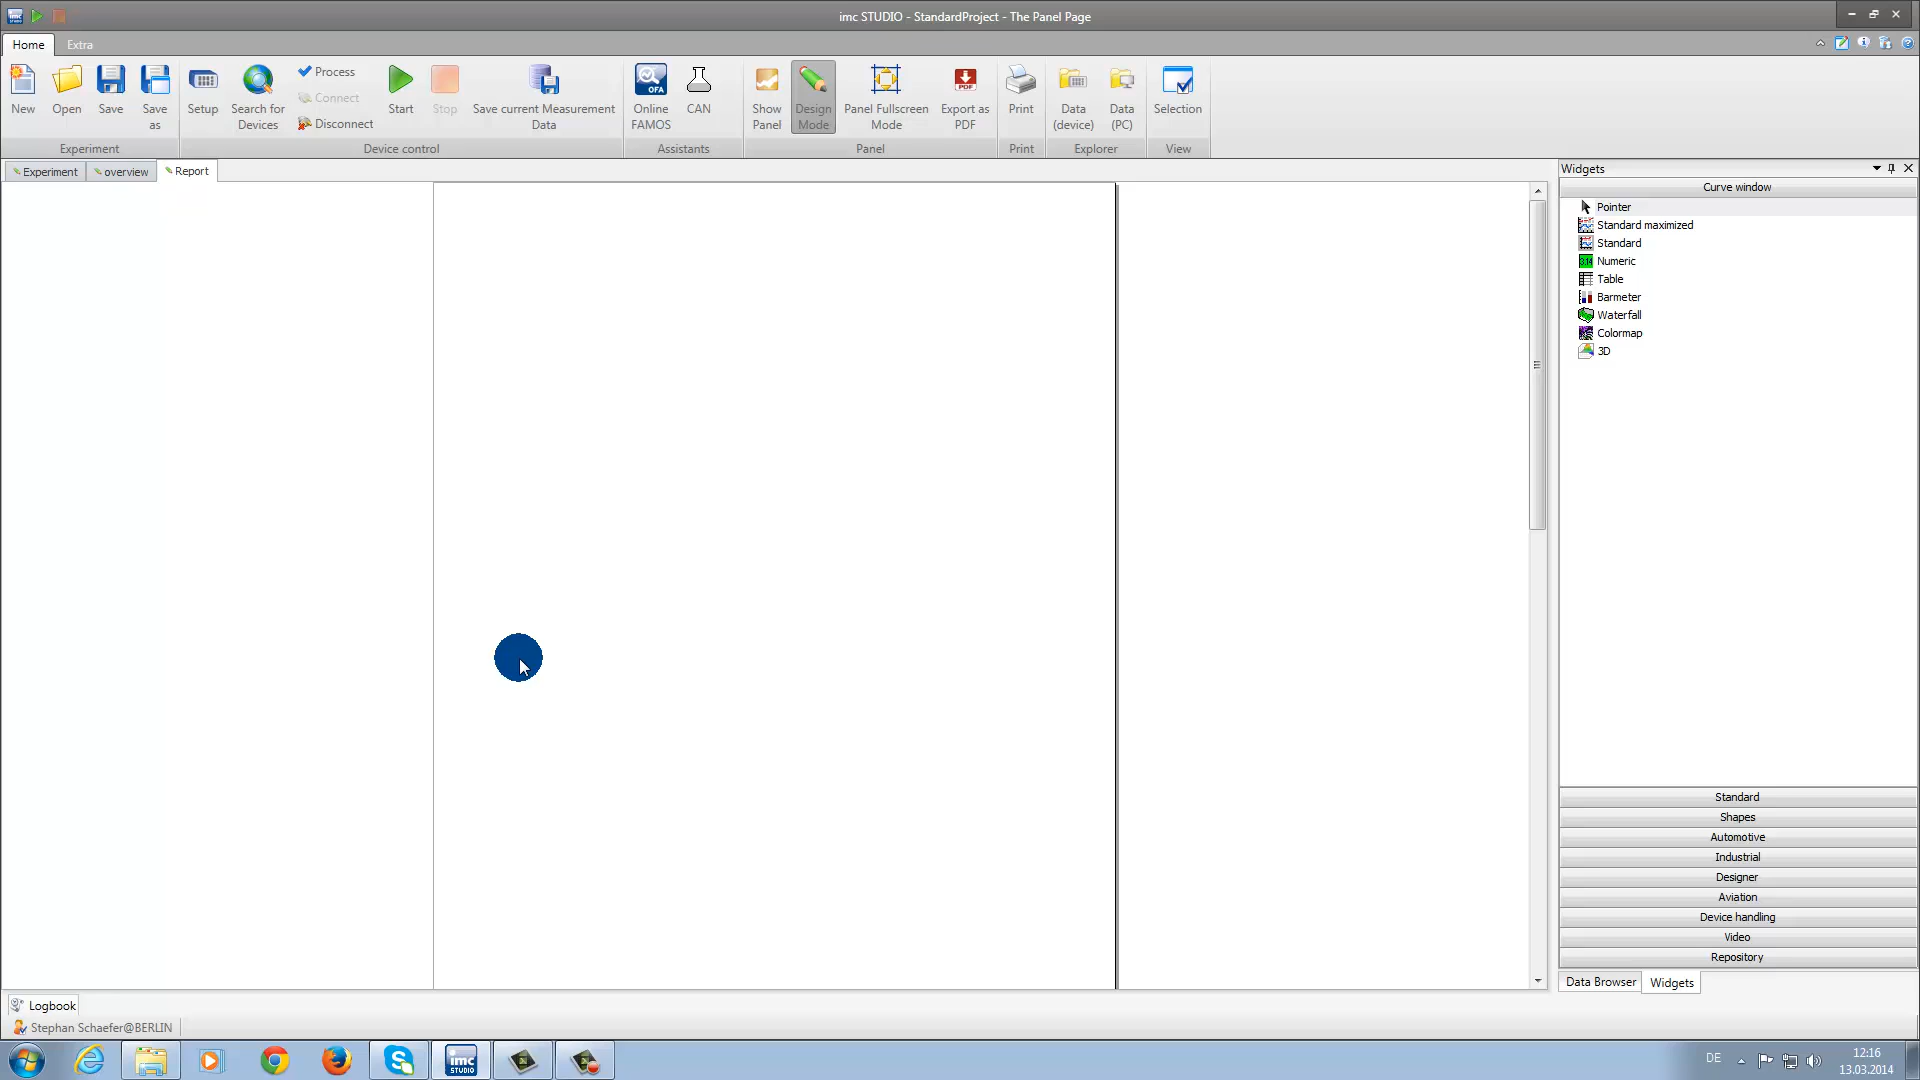 imc STUDIO - StandardProject - The Panel Page
Home
Extra
New
Open
Save
Save as
Setup
Search for Devices
Process
Connect
Disconnect
Start
Stop
Save current Measurement Data
Online FAMOS
CAN
Show Panel
Design Mode
Panel Fullscreen Mode
Export as PDF
Print
Data (device)
Data (PC)
Selection
Experiment
Device control
Assistants
Panel
Print
Explorer
View
Experiment
overview
Report
Widgets
Curve window
Pointer
Standard maximized
Standard
Numeric
Table
Barmeter
Waterfall
Colormap
3D
Standard
Shapes
Automotive
Industrial
Designer
Aviation
Device handling
Video
Repository
Data Browser
Widgets
Logbook
Stephan Schaefer@BERLIN
imc STUDIO
DE
12:16
13.03.2014